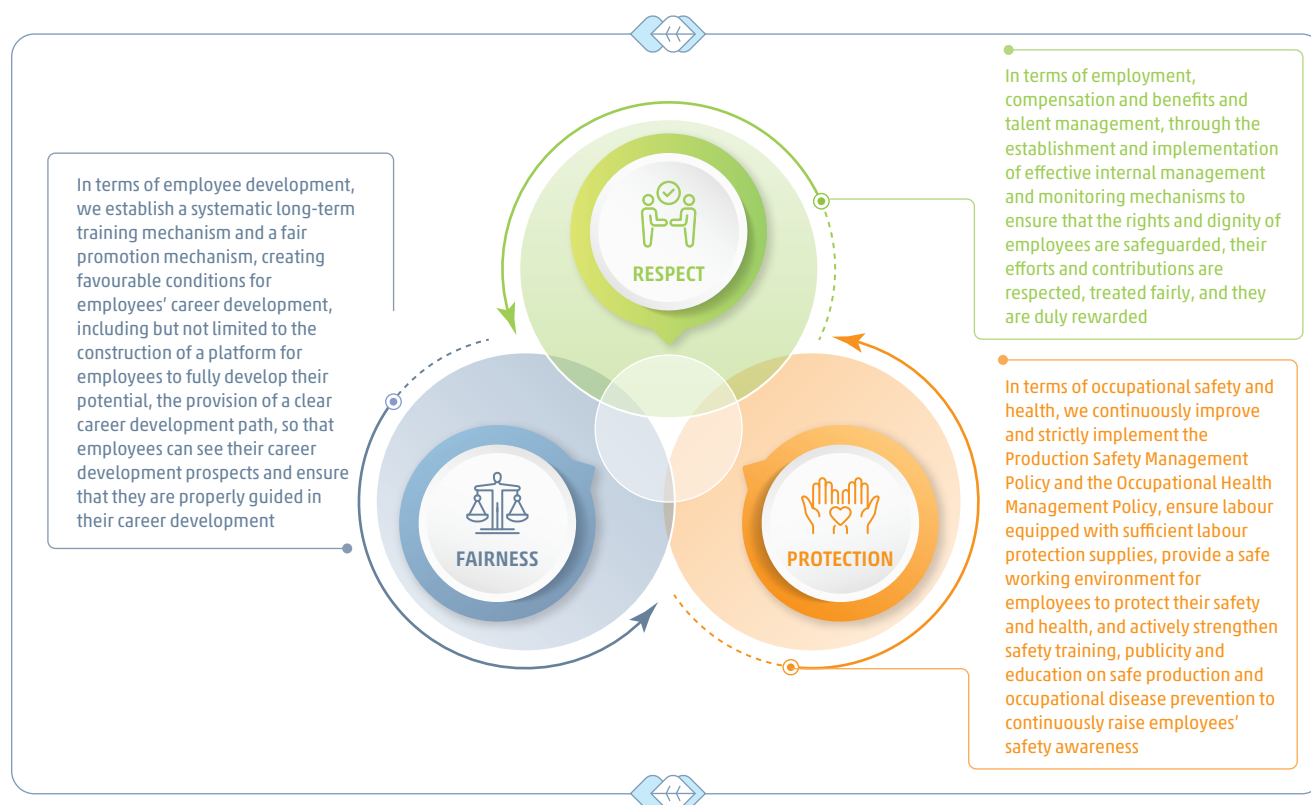 In terms of employment,
compensation and benefits and
talent management, through the
establishment and implementation
of effective internal management
and monitoring mechanisms to
ensure that the rights and dignity of
employees are safeguarded, their
efforts and contributions are
respected, treated fairly, and they
are duly rewarded
In terms of employee development,
we establish a systematic long-term
training mechanism and a fair
promotion mechanism, creating
favourable conditions for
employees' career development,
including but not limited to the
construction of a platform for
employees to fully develop their
potential, the provision of a clear
career development path, so that
employees can see their career
development prospects and ensure
that they are properly guided in
their career development
RESPECT
FAIRNESS
PROTECTION
In terms of occupational safety and
health, we continuously improve
and strictly implement the
Production Safety Management
Policy and the Occupational Health
Management Policy, ensure labour
equipped with sufficient labour
protection supplies, provide a safe
working environment for
employees to protect their safety
and health, and actively strengthen
safety training, publicity and
education on safe production and
occupational disease prevention to
continuously raise employees'
safety awareness